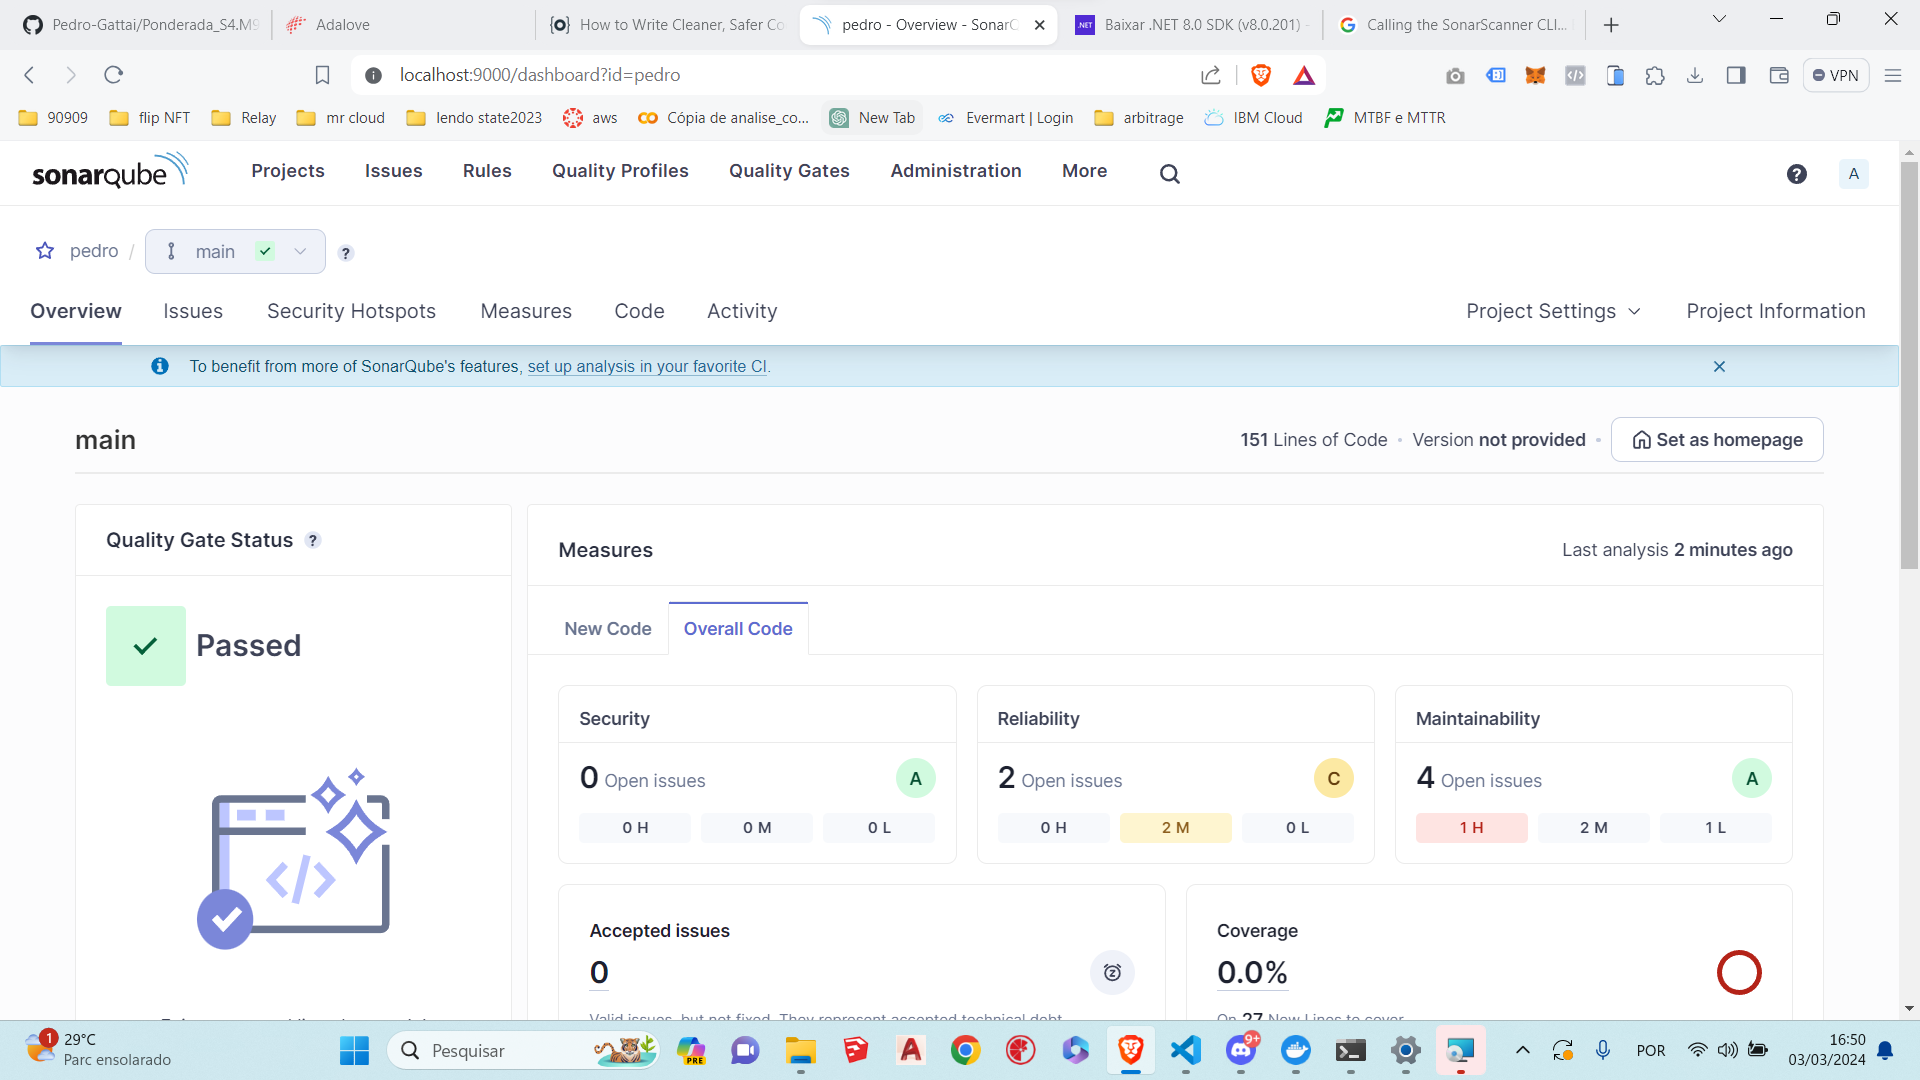 Pedro-Gattai/Ponderada_S4.M9
Adalove
How to Write Cleaner, Safer Co
pedro - Overview - SonarC
Baixar .NET 8.0 SDK (v8.0.201) -
Calling the SonarScanner CLI...
localhost:9000/dashboard?id=pedro
VPN
90909
flip NFT
Relay
mr cloud
lendo state2023
aws
Cópia de analise_co...
New Tab
Evermart | Login
arbitrage
IBM Cloud
MTBF e MTTR
sonarqube
Projects
Issues
Rules
Quality Profiles
Quality Gates
Administration
More
?
A
pedro /
main
?
Overview
Issues
Security Hotspots
Measures
Code
Activity
Project Settings
Project Information
To benefit from more of SonarQube's features, set up analysis in your favorite CI.
main
151 Lines of Code • Version not provided •
Set as homepage
Quality Gate Status ?
Passed
Measures
Last analysis 2 minutes ago
New Code
Overall Code
Security
0 Open issues
A
0 H
0 M
0 L
Reliability
2 Open issues
C
0 H
2 M
0 L
Maintainability
4 Open issues
A
1 H
2 M
1 L
Accepted issues
0
Valid issues, but not fixed. They represent accepted technical debt.
Coverage
0.0%
On 27 New Lines to cover.
1
29°C
Parc ensolarado
Pesquisar
PRE
9+
POR
16:50
03/03/2024